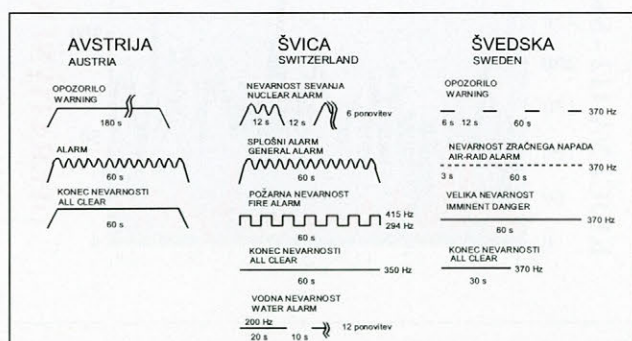 AVSTRIJA
AUSTRIA
OPOZORILO
WARNING
180 s
ALARM
60 s
KONEC NEVARNOSTI
ALL CLEAR
60 s
ŠVICA
SWITZERLAND
NEVARNOST SEVANJA
NUCLEAR ALARM
12 s 12 s
6 ponovitev
SPLOŠNI ALARM
GENERAL ALARM
60 s
POŽARNA NEVARNOST
FIRE ALARM
415 Hz
294 Hz
60 s
KONEC NEVARNOSTI
ALL CLEAR
350 Hz
60 s
VODNA NEVARNOST
WATER ALARM
200 Hz
12 ponovitev
20 s 10 s
ŠVEDSKA
SWEDEN
OPOZORILO
WARNING
370 Hz
6 s 12 s 60 s
NEVARNOST ZRAČNEGA NAPADA
AIR-RAID ALARM
370 Hz
3 s 60 s
VELIKA NEVARNOST
IMMINENT DANGER
370 Hz
60 s
KONEC NEVARNOSTI
ALL CLEAR
370 Hz
30 s